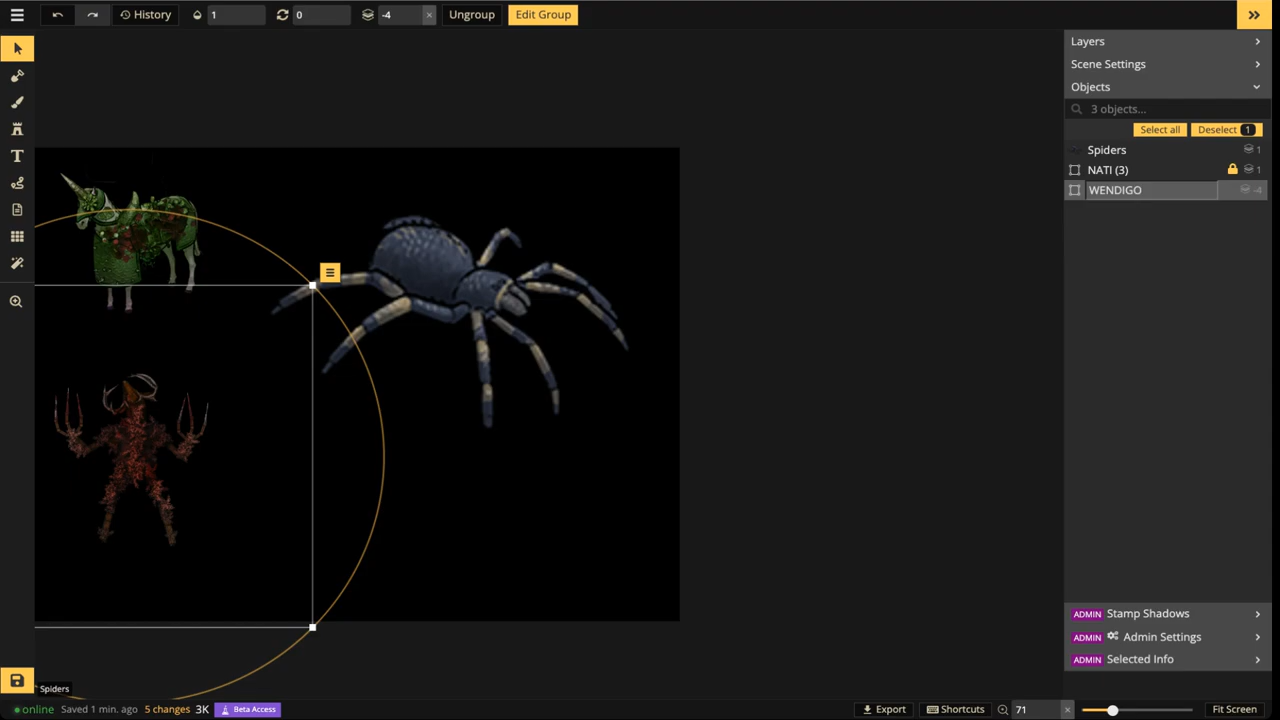 History 1 0 -4 × Ungroup Edit Group
Layers
Scene Settings
Objects
3 objects...
Select all Deselect 1
Spiders 1
NATI (3) 1
WENDIGO -4
ADMIN Stamp Shadows
ADMIN Admin Settings
ADMIN Selected Info
Spiders
online Saved 1 min. ago 5 changes 3K Beta Access Export Shortcuts 71 × Fit Screen